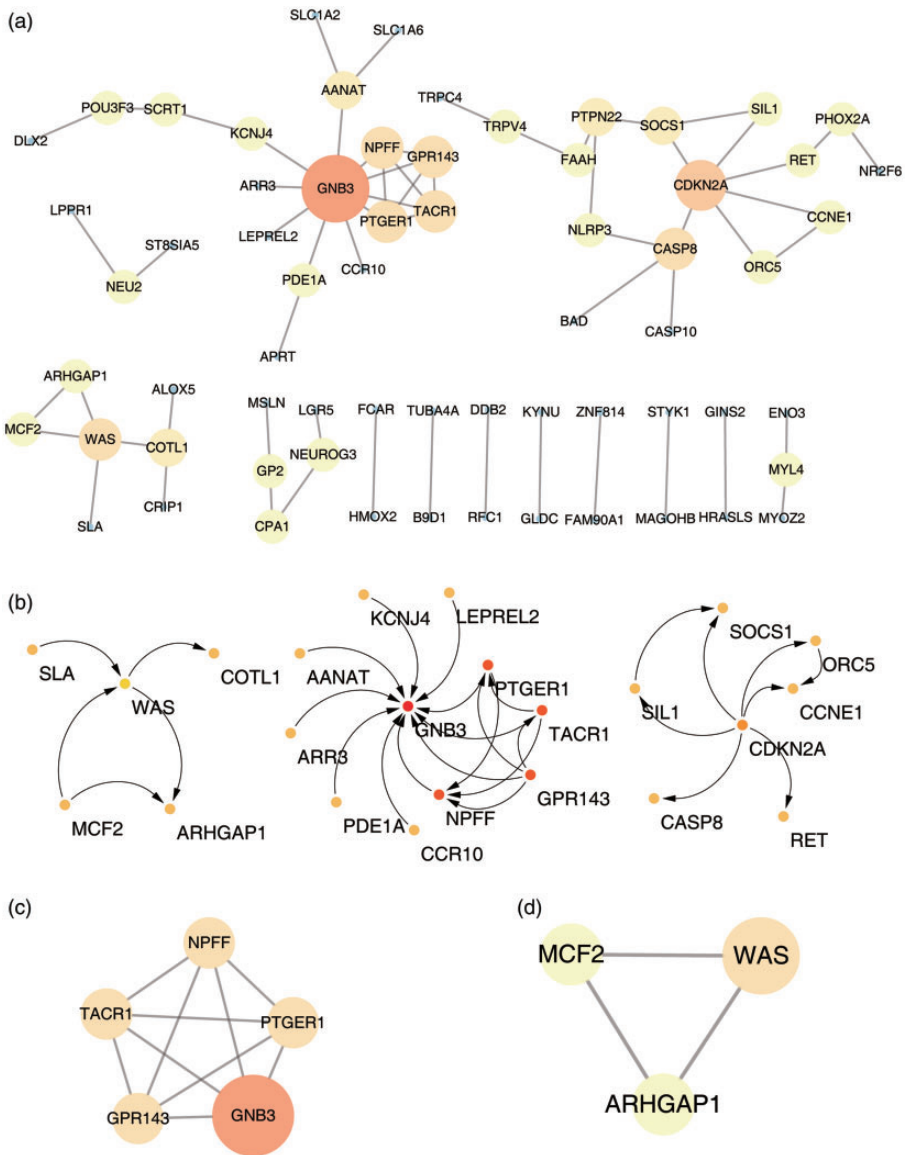 (a)
SLC1A2
SLC1A6
AANAT
POU3F3
SCRT1
DLX2
KCNJ4
NPFF
GPR143
ARR3
GNB3
TACR1
PTGER1
LEPREL2
CCR10
PDE1A
APRT
LPPR1
ST8SIA5
NEU2
TRPC4
TRPV4
FAAH
PTPN22
SOCS1
SIL1
PHOX2A
RET
NR2F6
CDKN2A
CCNE1
NLRP3
CASP8
ORC5
BAD
CASP10
ARHGAP1
ALOX5
MCF2
WAS
COTL1
CRIP1
SLA
MSLN
LGR5
GP2
NEUROG3
CPA1
FCAR
TUBA4A
DDB2
KYNU
ZNF814
STYK1
GINS2
ENO3
MYL4
HMOX2
B9D1
RFC1
GLDC
FAM90A1
MAGOHB
HRASLS
MYOZ2
(b)
SLA
COTL1
WAS
MCF2
ARHGAP1
KCNJ4
LEPREL2
AANAT
PTGER1
GNB3
TACR1
ARR3
GPR143
PDE1A
NPFF
CCR10
SOCS1
ORC5
SIL1
CCNE1
CDKN2A
CASP8
RET
(c)
NPFF
TACR1
PTGER1
GPR143
GNB3
(d)
MCF2
WAS
ARHGAP1